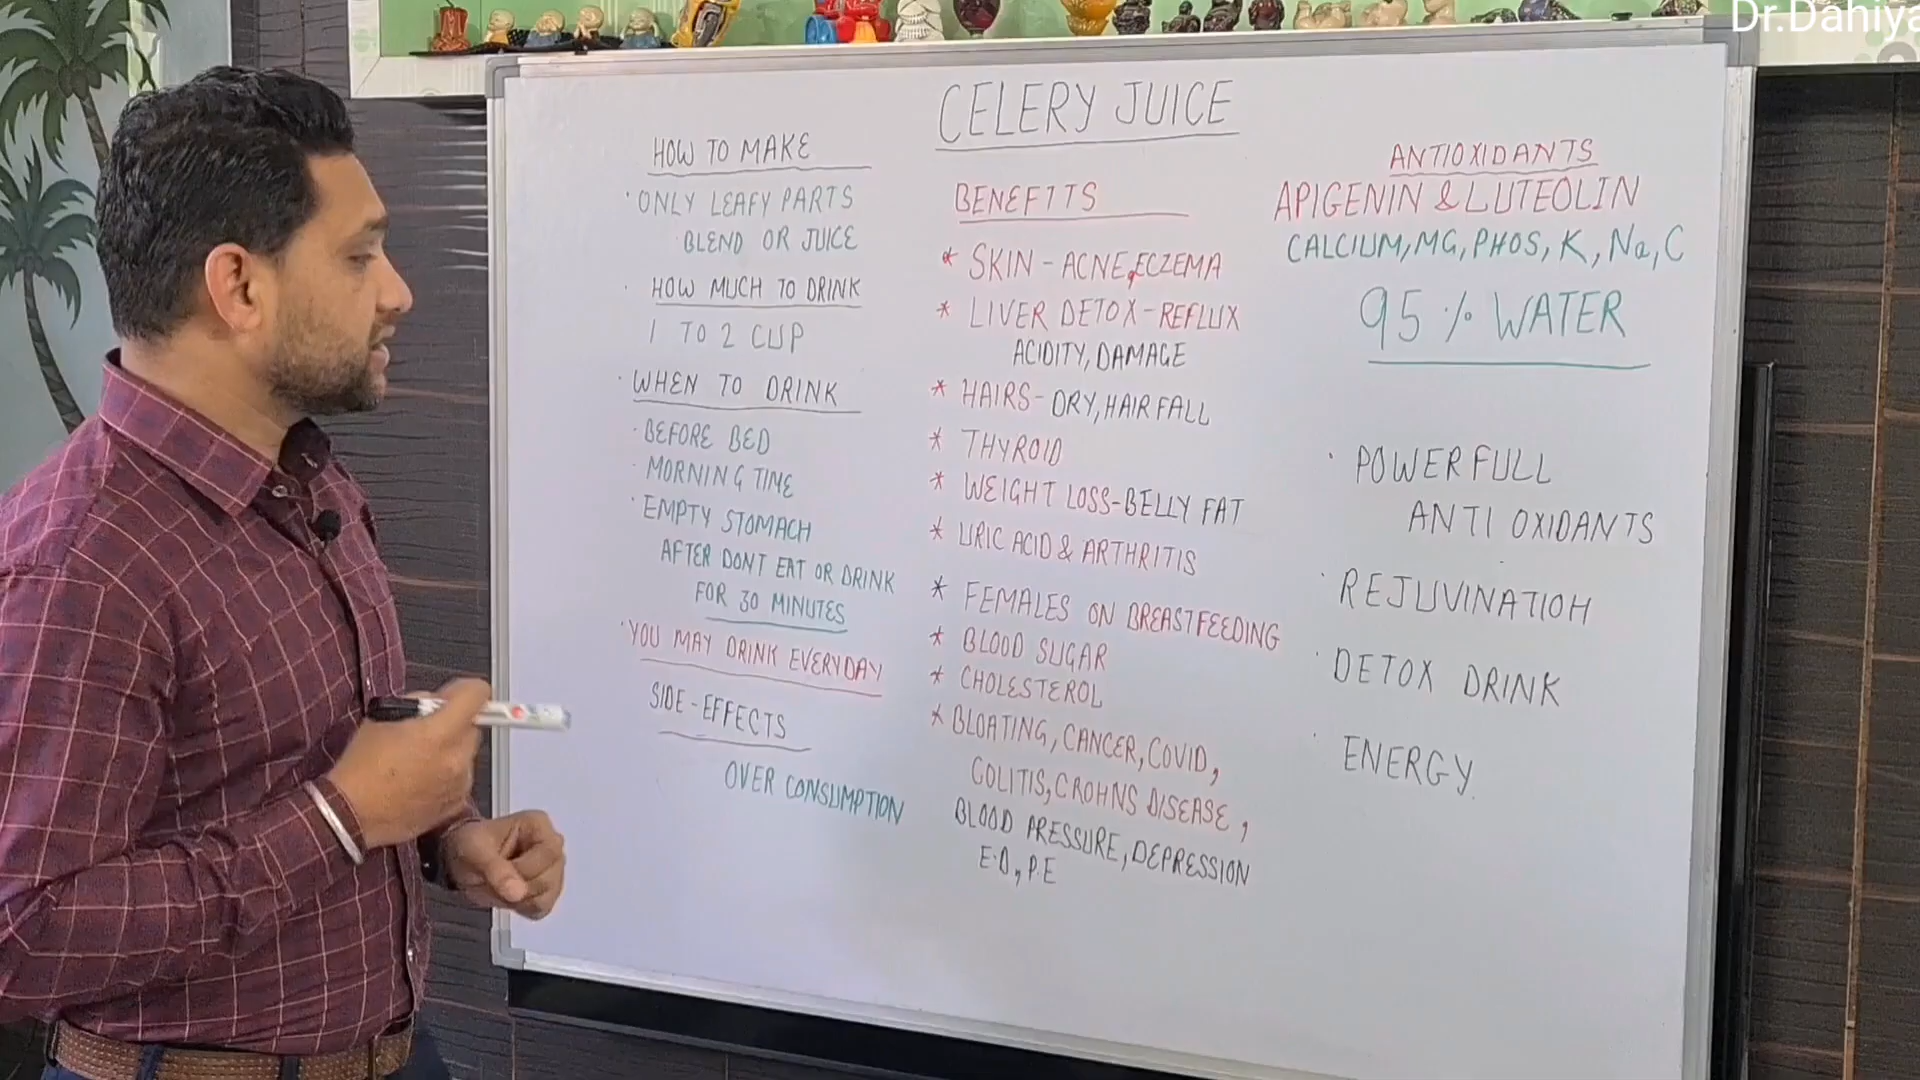 Dr.Dahiya
CELERY JUICE
HOW TO MAKE
· ONLY LEAFY PARTS
BLEND OR JUICE
· HOW MUCH TO DRINK
1 TO 2 CUP
· WHEN TO DRINK
· BEFORE BED
· MORNING TIME
· EMPTY STOMACH
AFTER DONT EAT OR DRINK
FOR 30 MINUTES
· YOU MAY DRINK EVERYDAY
SIDE-EFFECTS
OVER CONSUMPTION
BENEFITS
* SKIN - ACNE, ECZEMA
* LIVER DETOX - REFLUX
ACIDITY, DAMAGE
* HAIRS - DRY, HAIR FALL
* THYROID
* WEIGHT LOSS - BELLY FAT
* URIC ACID & ARTHRITIS
* FEMALES ON BREASTFEEDING
* BLOOD SUGAR
* CHOLESTEROL
* BLOATING, CANCER, COVID,
COLITIS, CROHNS DISEASE,
BLOOD PRESSURE, DEPRESSION
E.D, P.E
ANTIOXIDANTS
APIGENIN & LUTEOLIN
CALCIUM, MG, PHOS, K, Na, C
95 % WATER
· POWERFULL
ANTI OXIDANTS
· REJUVINATION
· DETOX DRINK
· ENERGY.